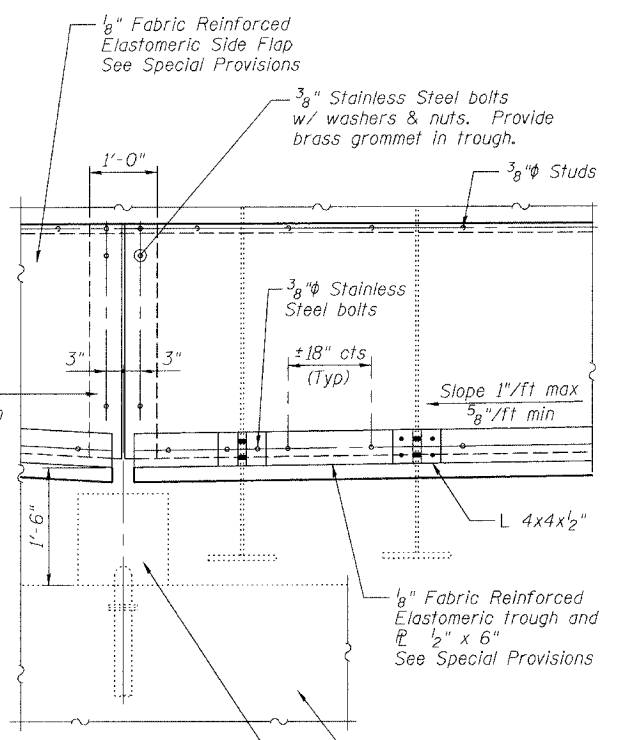 1/8" Fabric Reinforced
Elastomeric Side Flap
See Special Provisions
3/8" Stainless Steel bolts
w/ washers & nuts. Provide
brass grommet in trough.
1'-0"
3/8"ϕ Studs
3/8"ϕ Stainless
Steel bolts
3"
3"
±18" cts
(Typ)
Slope 1"/ft max
5/8"/ft min
1'-6"
L 4x4x1/2"
1/8" Fabric Reinforced
Elastomeric trough and
℄ 1/2" x 6"
See Special Provisions